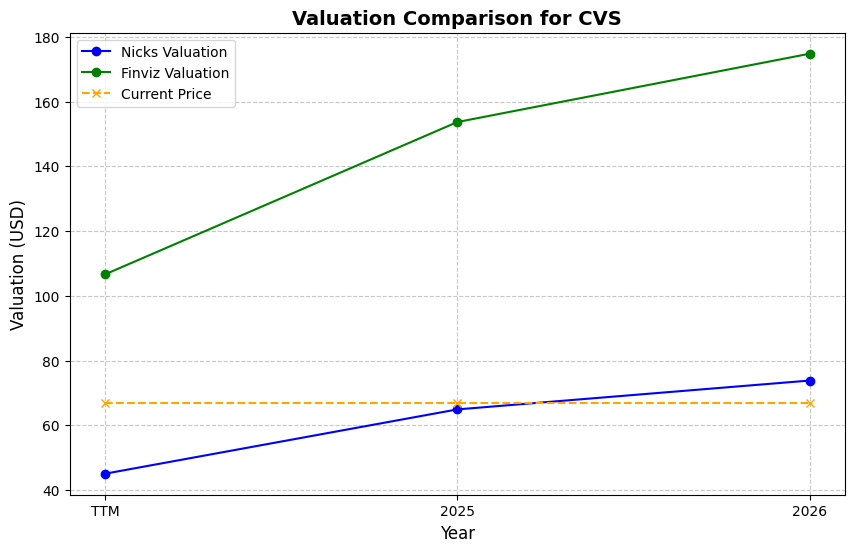 Valuation Comparison for CVS
Nicks Valuation
Finviz Valuation
Current Price
Valuation (USD)
180
160
140
120
100
80
60
40
TTM 2025 2026
Year